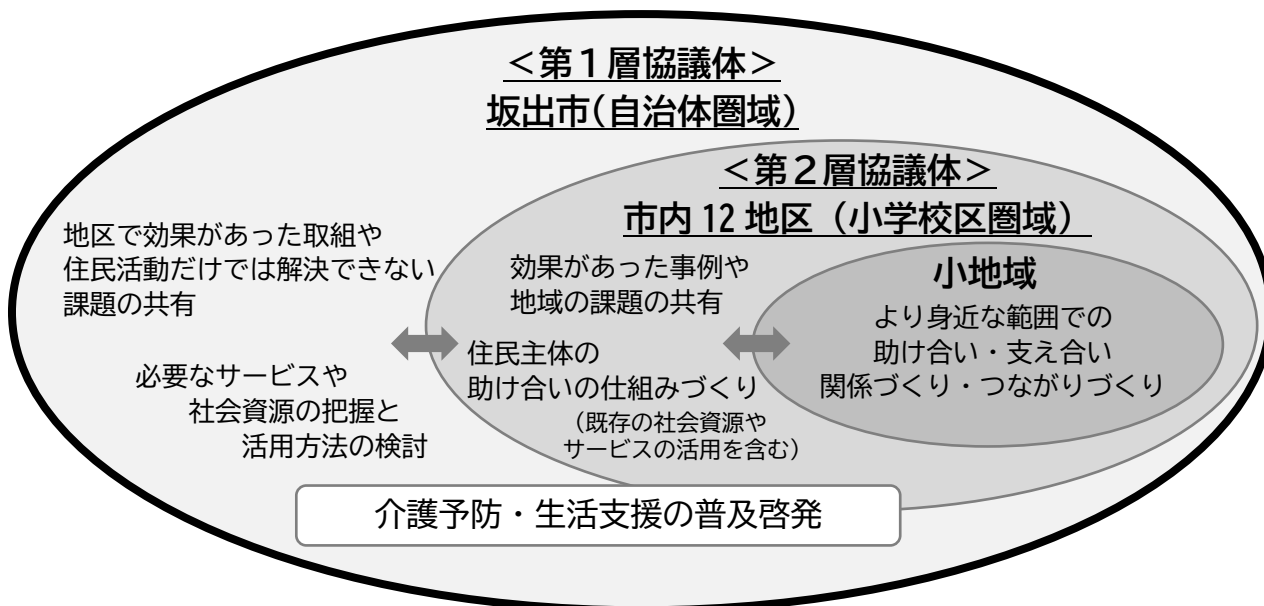 ＜第１層協議体＞
坂出市(自治体圏域)
＜第２層協議体＞
市内 12 地区（小学校区圏域）
地区で効果があった取組や
住民活動だけでは解決できない
課題の共有
必要なサービスや
社会資源の把握と
活用方法の検討
効果があった事例や
地域の課題の共有
住民主体の
助け合いの仕組みづくり
（既存の社会資源や
サービスの活用を含む）
小地域
より身近な範囲での
助け合い・支え合い
関係づくり・つながりづくり
介護予防・生活支援の普及啓発